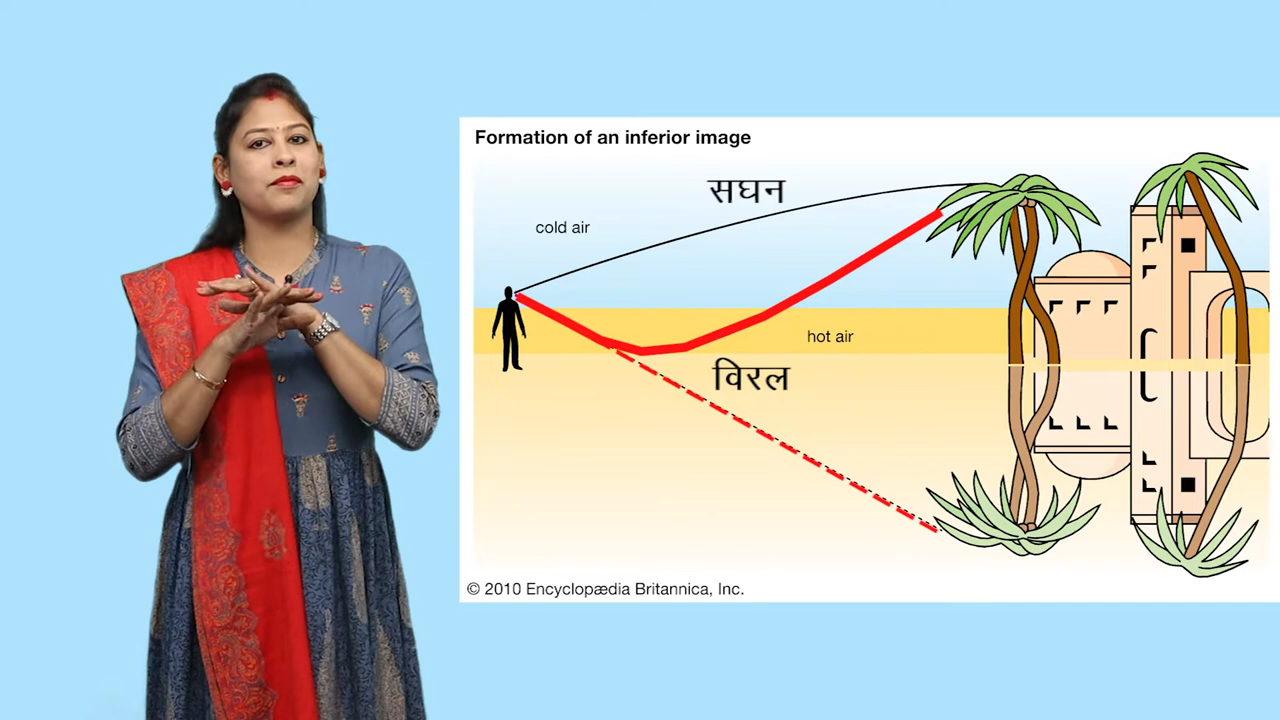 Formation of an inferior image
सघन
cold air
hot air
विरल
© 2010 Encyclopædia Britannica, Inc.